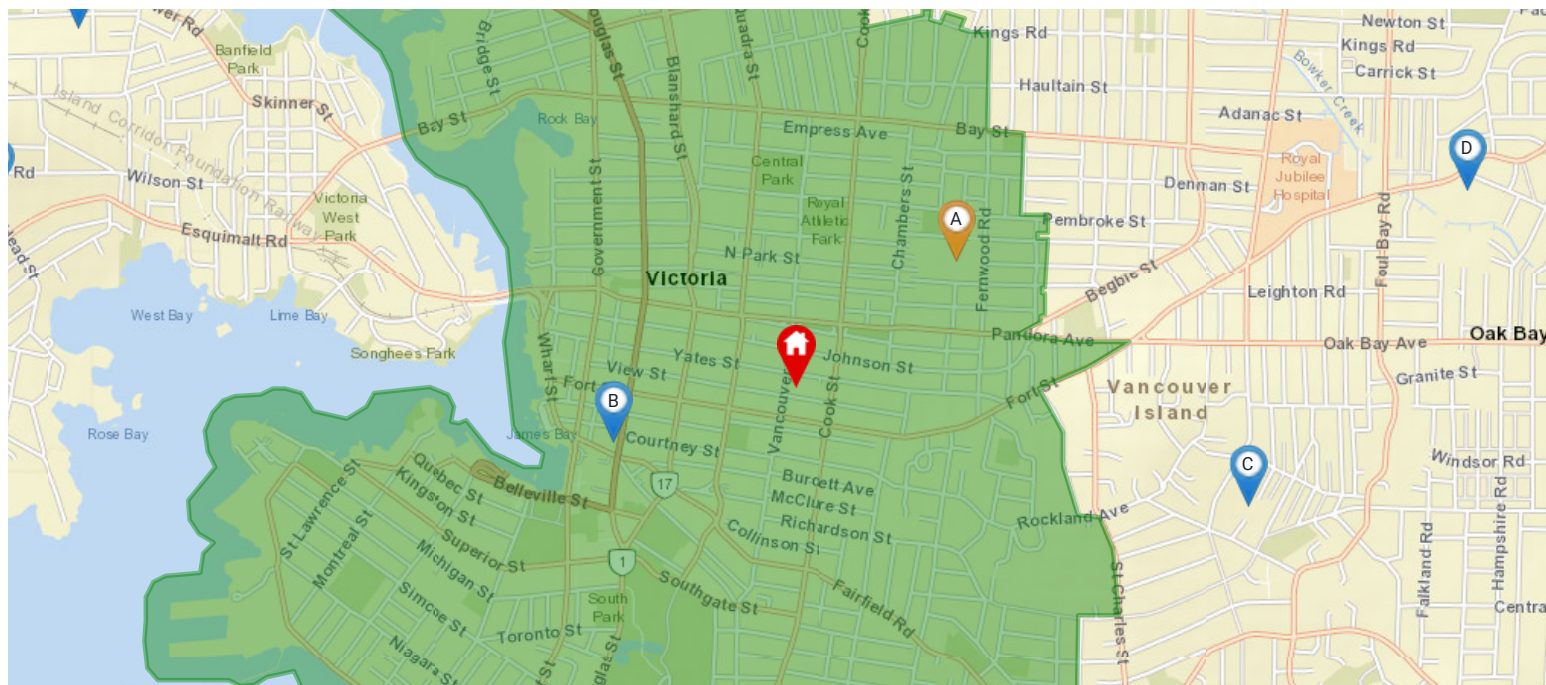 Newton St
Kings Rd
Kings Rd
Carrick St
Banfield
Park
Bridge St
Blanshard St
Haultain St
Bowker Creek
Skinner St
Adanac St
Rock Bay
Bay St
Empress Ave
Bay St
D
Island Corridor Foundation Railway
Central
Park
Royal
Jubilee
Hospital
Rd
Wilson St
Denman St
Victoria
West
Park
Government St
Royal
Athletic
Park
Chambers St
Fernwood Rd
A
Pembroke St
Foul Bay Rd
Esquimalt Rd
N Park St
Victoria
Begbie St
Leighton Rd
West Bay
Lime Bay
Songhees Park
Wharf St
Pandora Ave
Oak Bay Ave
Oak Bay
View St
Yates St
Johnson St
Fort
B
Vancouver
Cook St
Fort St
Vancouver
Island
Granite St
Rose Bay
James Bay
Courtney St
C
Windsor Rd
St Lawrence St
Quebec St
Kingston St
Belleville St
17
Burdett Ave
McClure St
Richardson St
Collinson St
Rockland Ave
Montreal St
Superior St
Michigan St
1
Southgate St
Fairfield Rd
St Charles St
Falkland Rd
Hampshire Rd
Simcoe St
South
Park
Centra
Toronto St
Niagara St